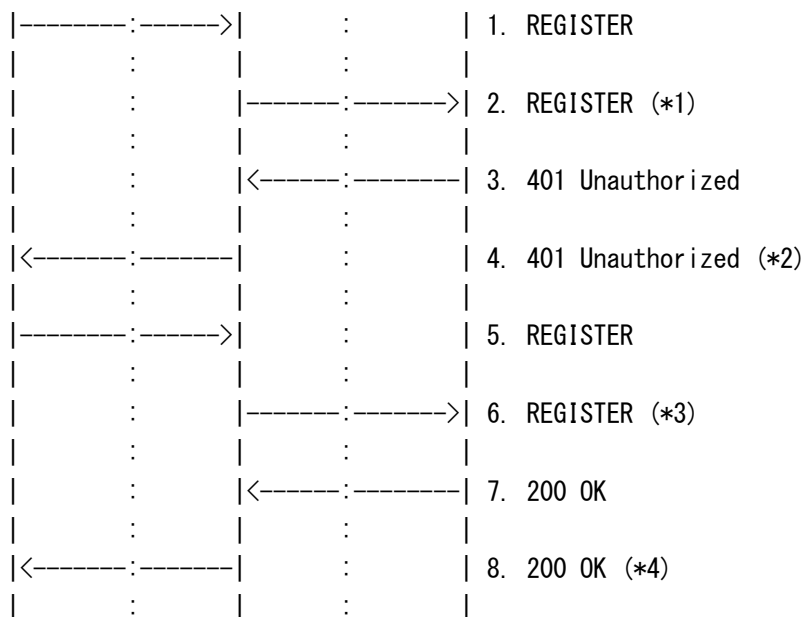 |--------:------>|       :        | 1. REGISTER
|        :       |       :        |
|        :       |-------:------->| 2. REGISTER (*1)
|        :       |       :        |
|        :       |<------:--------| 3. 401 Unauthorized
|        :       |       :        |
|<-------:-------|       :        | 4. 401 Unauthorized (*2)
|        :       |       :        |
|--------:------>|       :        | 5. REGISTER
|        :       |       :        |
|        :       |-------:------->| 6. REGISTER (*3)
|        :       |       :        |
|        :       |<------:--------| 7. 200 OK
|        :       |       :        |
|<-------:-------|       :        | 8. 200 OK (*4)
|        :       |       :        |